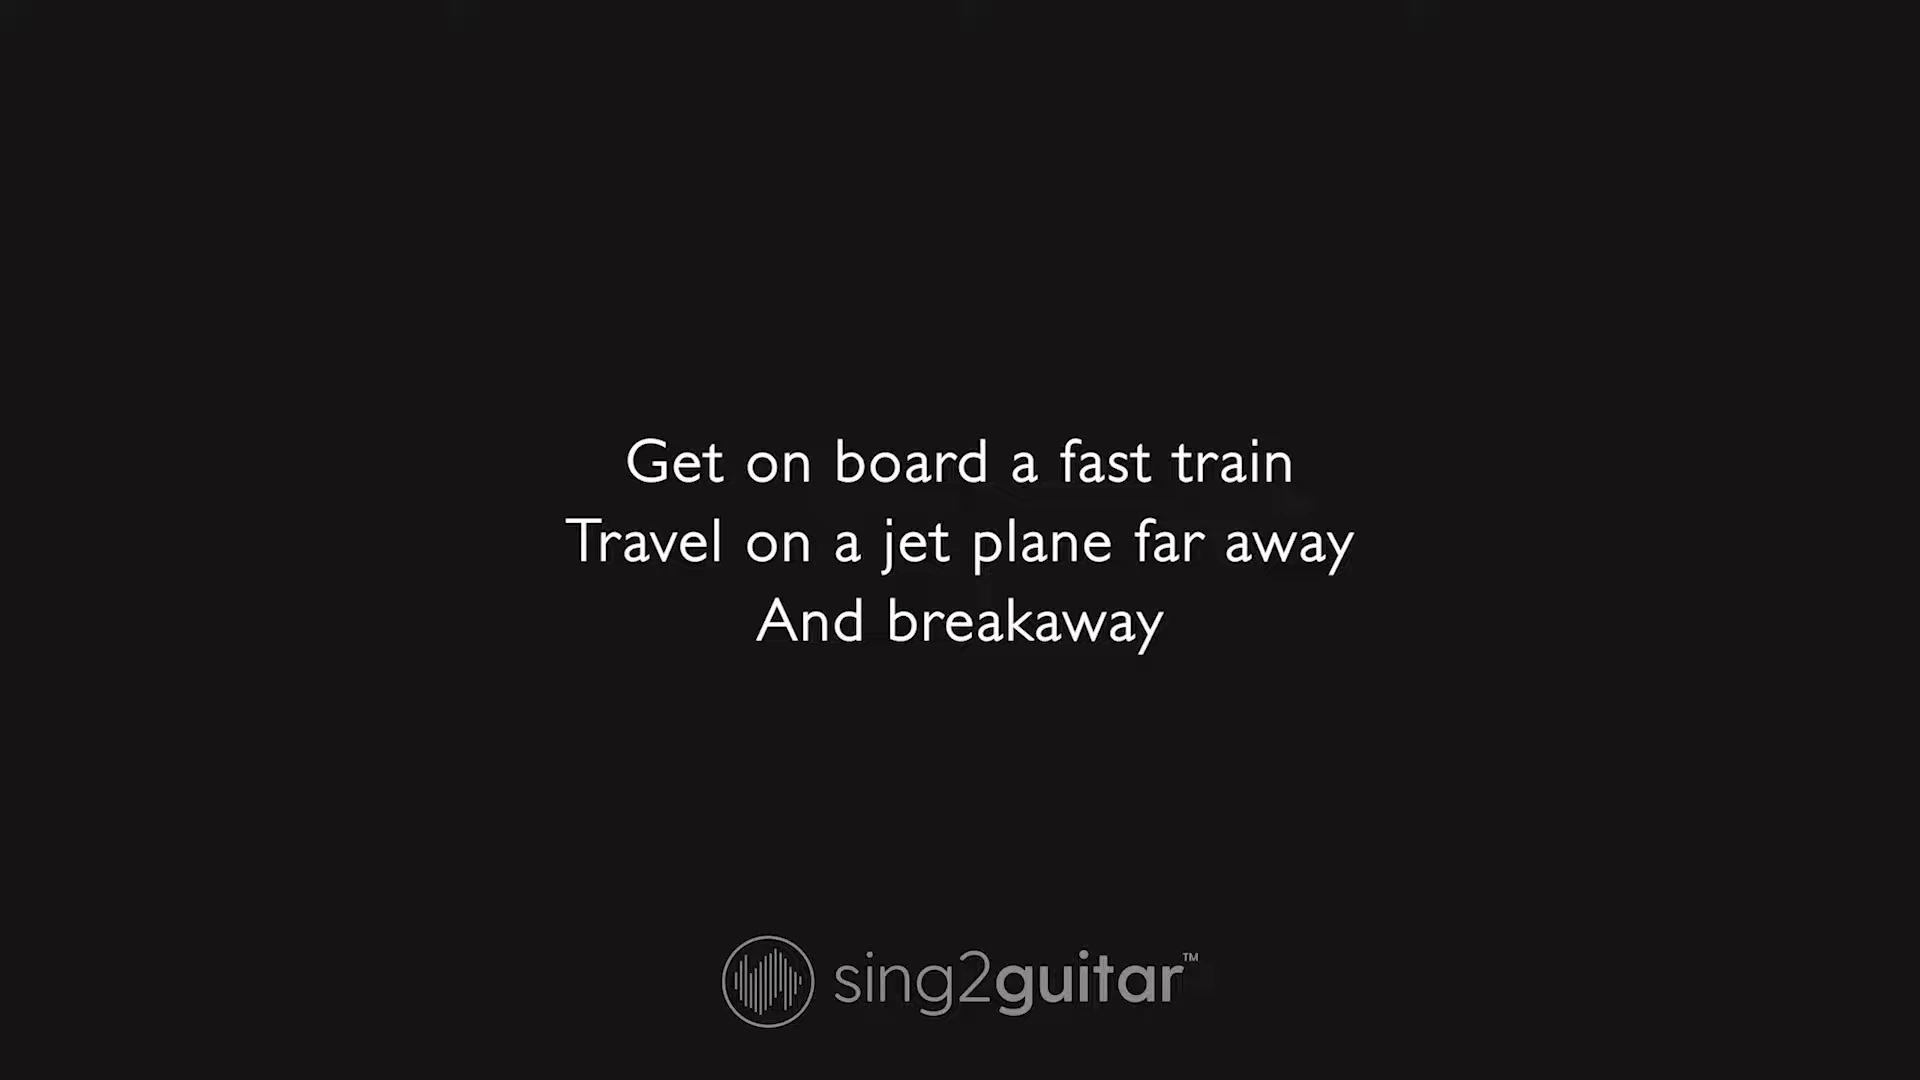 Get on board a fast train
Travel on a jet plane far away
And breakaway
sing2guitar™